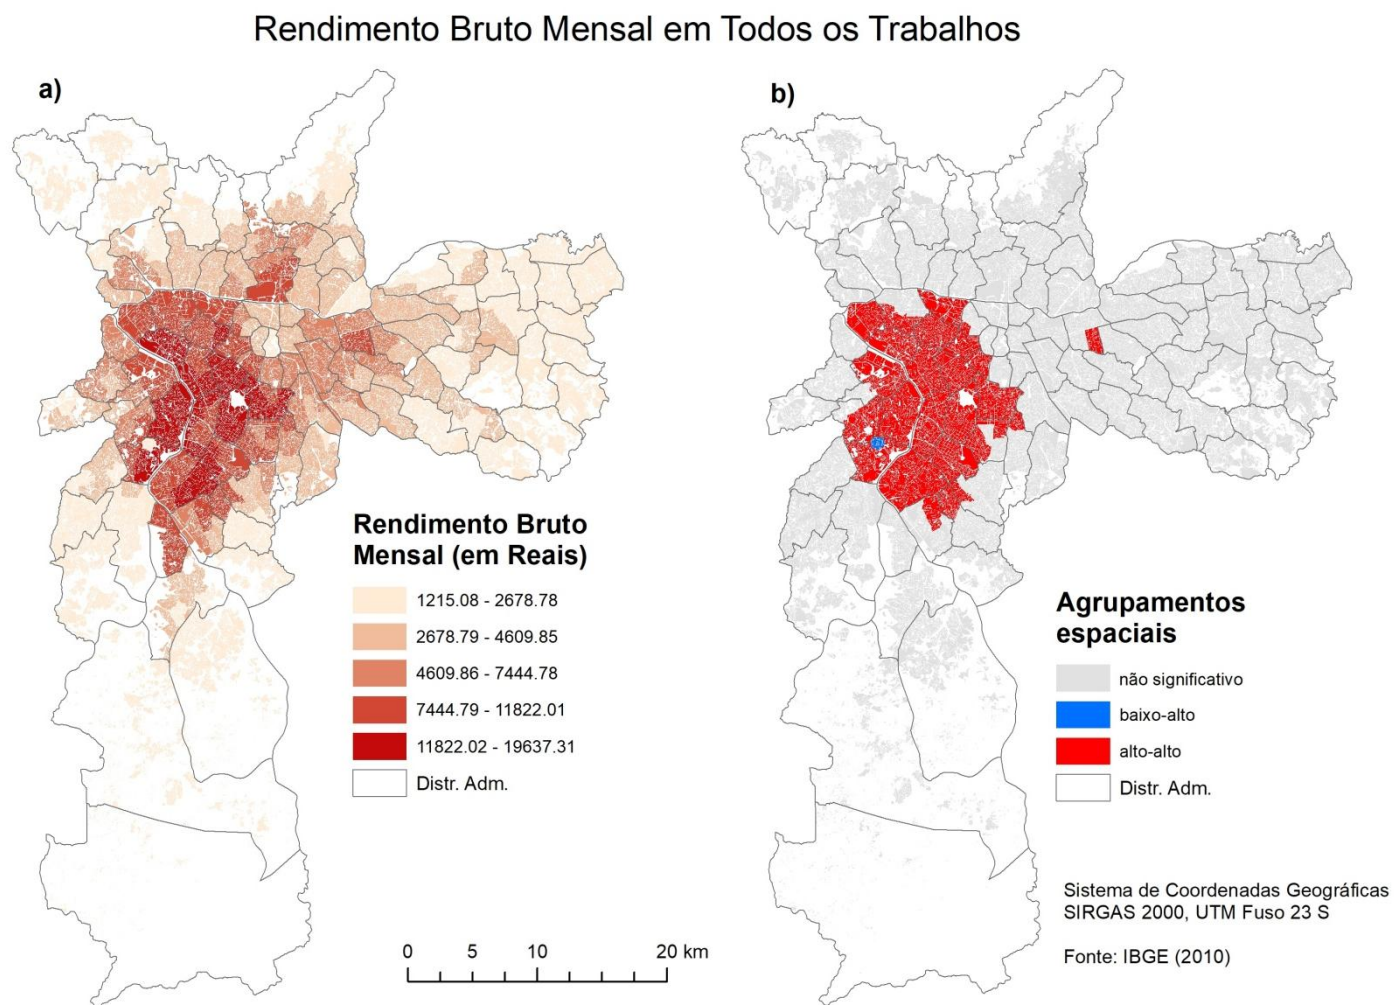 Rendimento Bruto Mensal em Todos os Trabalhos
a)
Rendimento Bruto
Mensal (em Reais)
1215.08 - 2678.78
2678.79 - 4609.85
4609.86 - 7444.78
7444.79 - 11822.01
11822.02 - 19637.31
Distr. Adm.
0 5 10 20 km
b)
Agrupamentos
espaciais
não significativo
baixo-alto
alto-alto
Distr. Adm.
Sistema de Coordenadas Geográficas
SIRGAS 2000, UTM Fuso 23 S
Fonte: IBGE (2010)